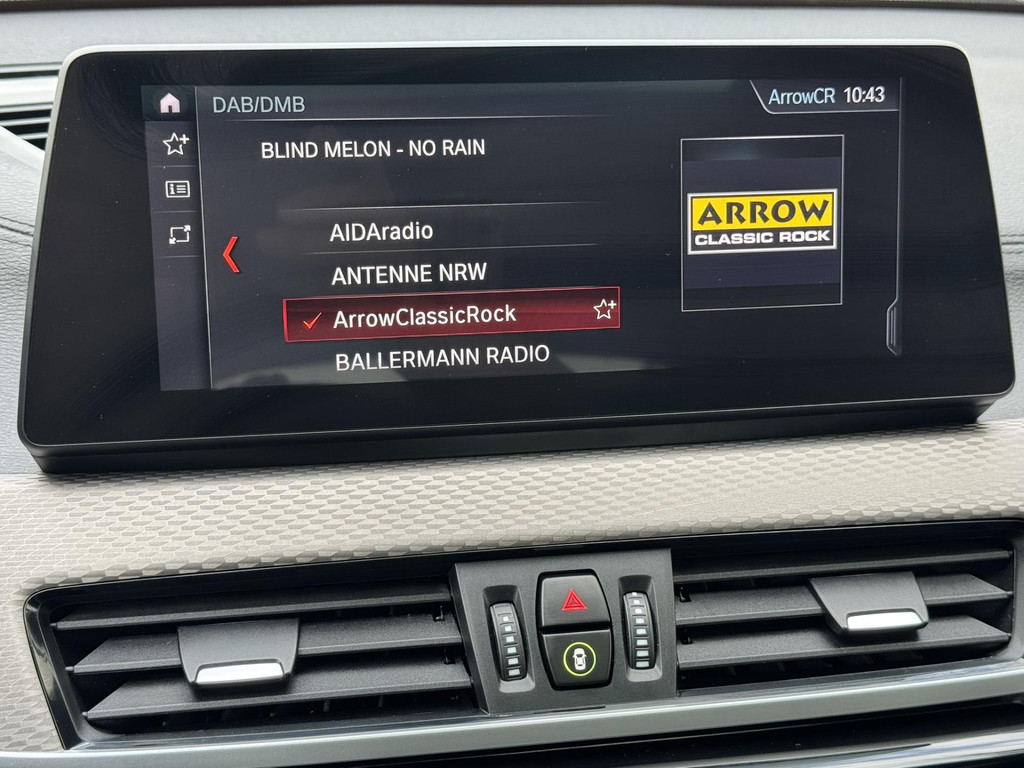 DAB/DMB
ArrowCR 10:43
BLIND MELON - NO RAIN
AIDAradio
ANTENNE NRW
ArrowClassicRock
BALLERMANN RADIO
ARROW
CLASSIC ROCK